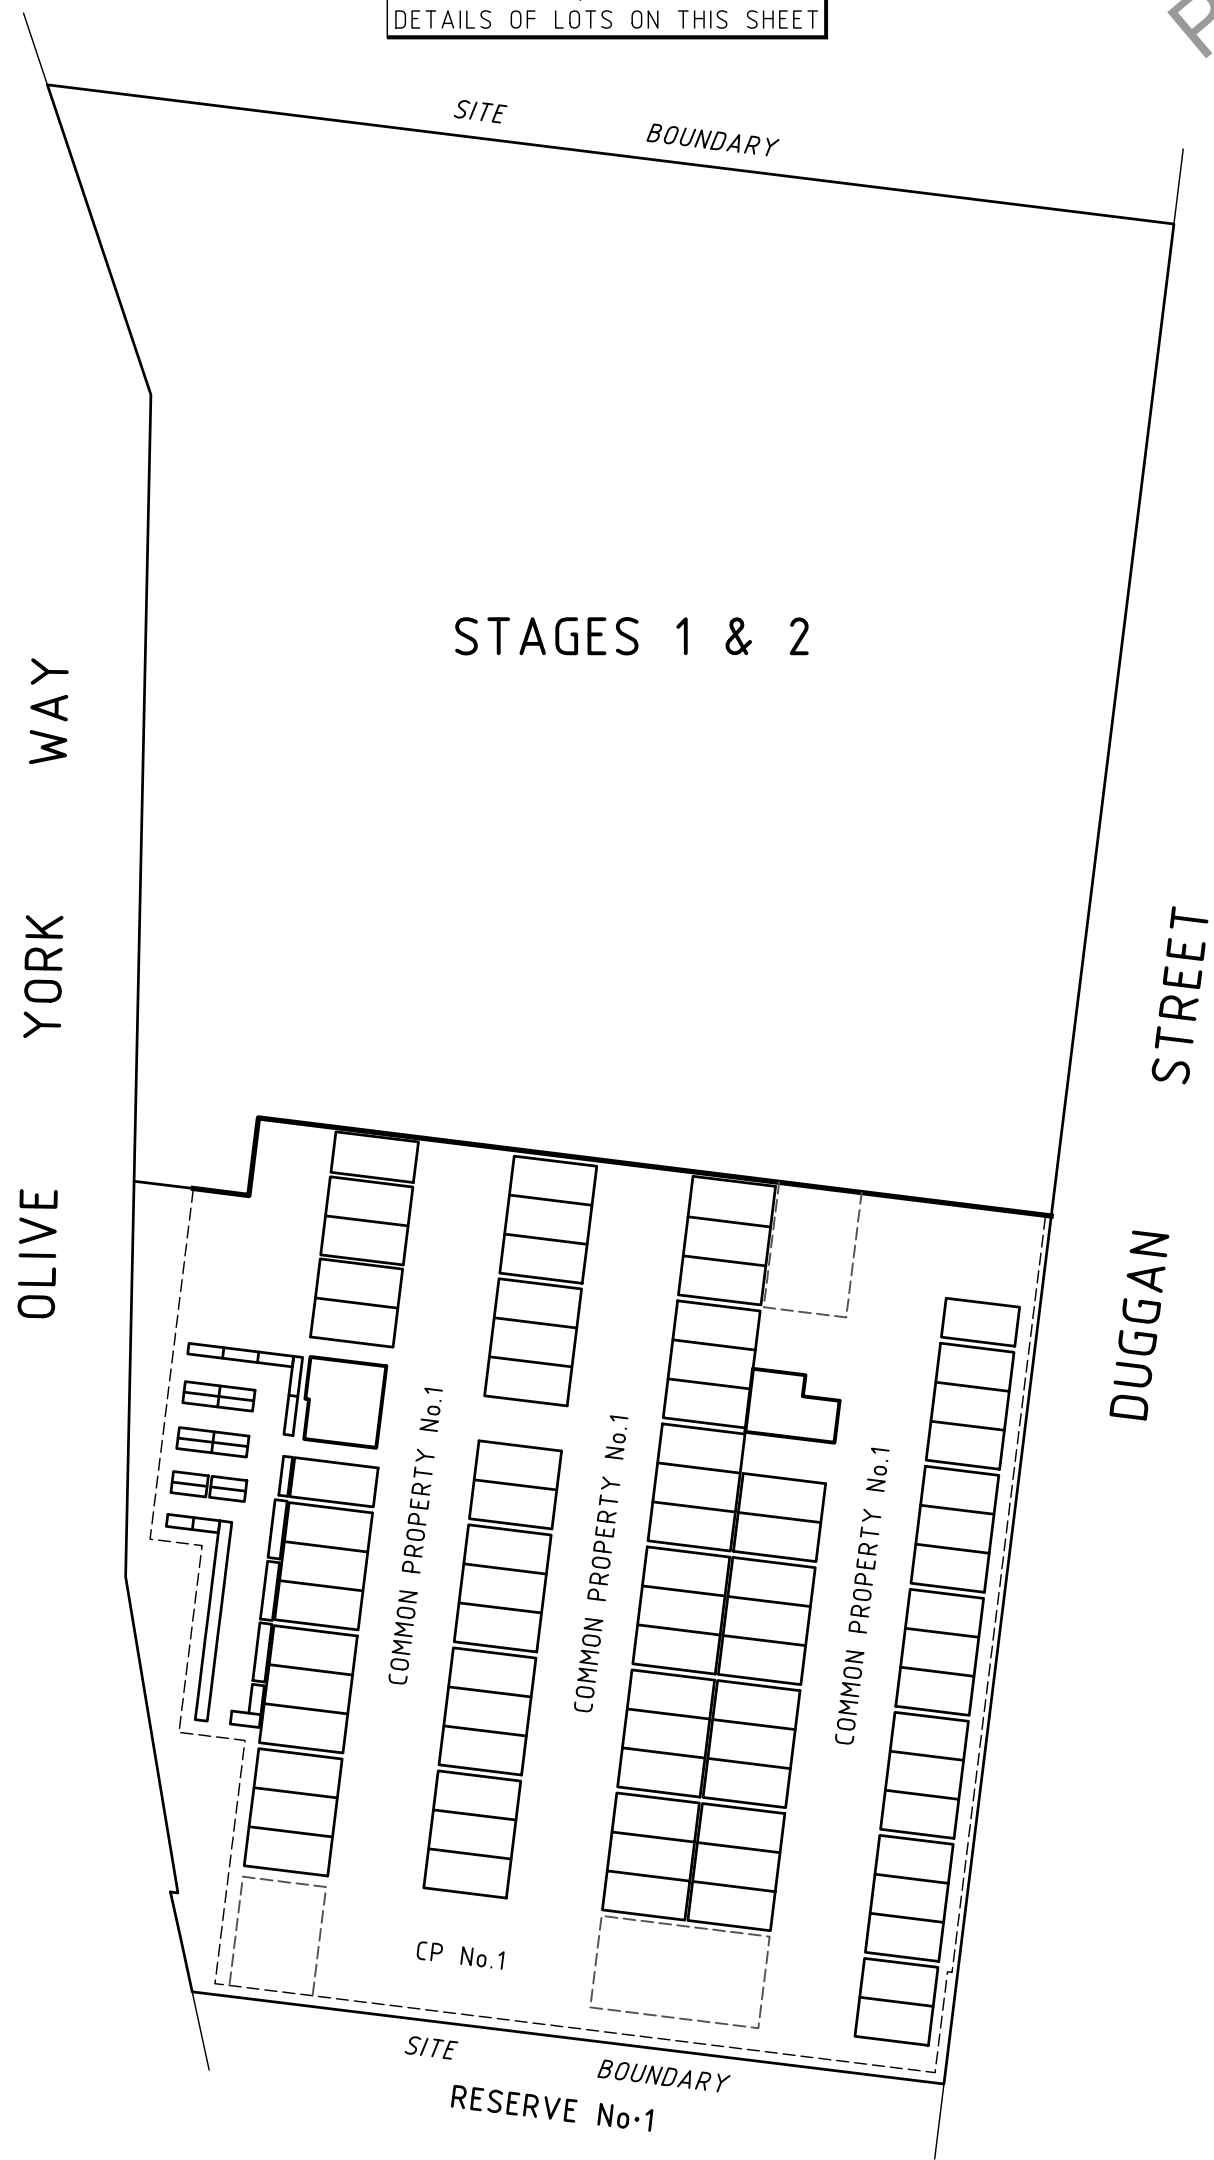 DETAILS OF LOTS ON THIS SHEET
P
SITE BOUNDARY
STAGES 1 & 2
OLIVE YORK WAY
DUGGAN STREET
COMMON PROPERTY No.1
COMMON PROPERTY No.1
COMMON PROPERTY No.1
CP No.1
SITE BOUNDARY
RESERVE No·1